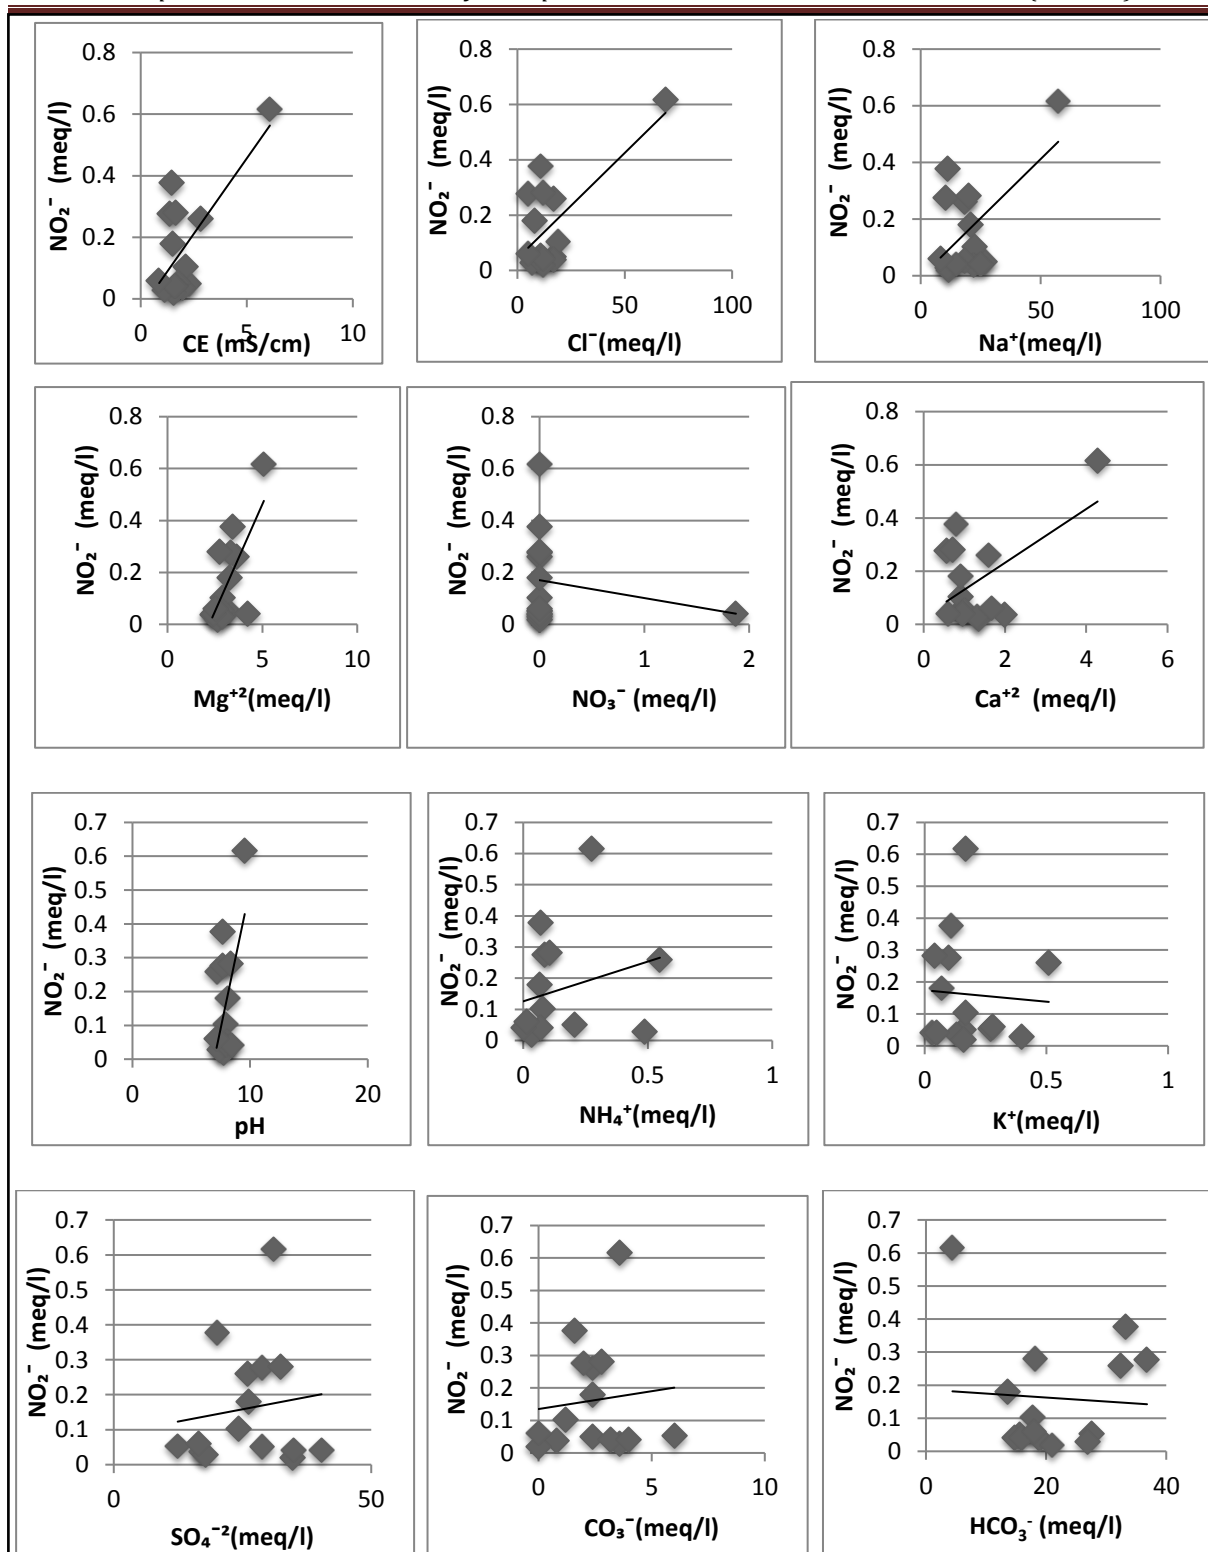 NO₂⁻ (meq/l)
0.8
0.6
0.4
0.2
0
0 5 10
CE (mS/cm)
NO₂⁻ (meq/l)
0.8
0.6
0.4
0.2
0
0 50 100
Cl⁻(meq/l)
NO₂⁻ (meq/l)
0.8
0.6
0.4
0.2
0
0 50 100
Na⁺(meq/l)
NO₂⁻ (meq/l)
0.8
0.6
0.4
0.2
0
0 5 10
Mg⁺²(meq/l)
NO₂⁻ (meq/l)
0.8
0.6
0.4
0.2
0
0 1 2
NO₃⁻ (meq/l)
NO₂⁻ (meq/l)
0.8
0.6
0.4
0.2
0
0 2 4 6
Ca⁺² (meq/l)
NO₂⁻ (meq/l)
0.7
0.6
0.5
0.4
0.3
0.2
0.1
0
0 10 20
pH
NO₂⁻ (meq/l)
0.7
0.6
0.5
0.4
0.3
0.2
0.1
0
0 0.5 1
NH₄⁺(meq/l)
NO₂⁻ (meq/l)
0.7
0.6
0.5
0.4
0.3
0.2
0.1
0
0 0.5 1
K⁺(meq/l)
NO₂⁻ (meq/l)
0.7
0.6
0.5
0.4
0.3
0.2
0.1
0
0 50
SO₄⁻²(meq/l)
NO₂⁻ (meq/l)
0.7
0.6
0.5
0.4
0.3
0.2
0.1
0
0 5 10
CO₃⁻(meq/l)
NO₂⁻ (meq/l)
0.7
0.6
0.5
0.4
0.3
0.2
0.1
0
0 20 40
HCO₃⁻ (meq/l)